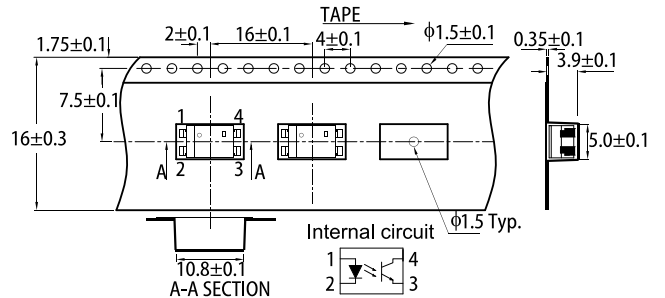 TAPE
2±0.1
16±0.1
4±0.1
ϕ1.5±0.1
0.35±0.1
1.75±0.1
3.9±0.1
7.5±0.1
16±0.3
1 4
2 3
A A
5.0±0.1
ϕ1.5 Typ.
10.8±0.1
A-A SECTION
Internal circuit
1 4
2 3